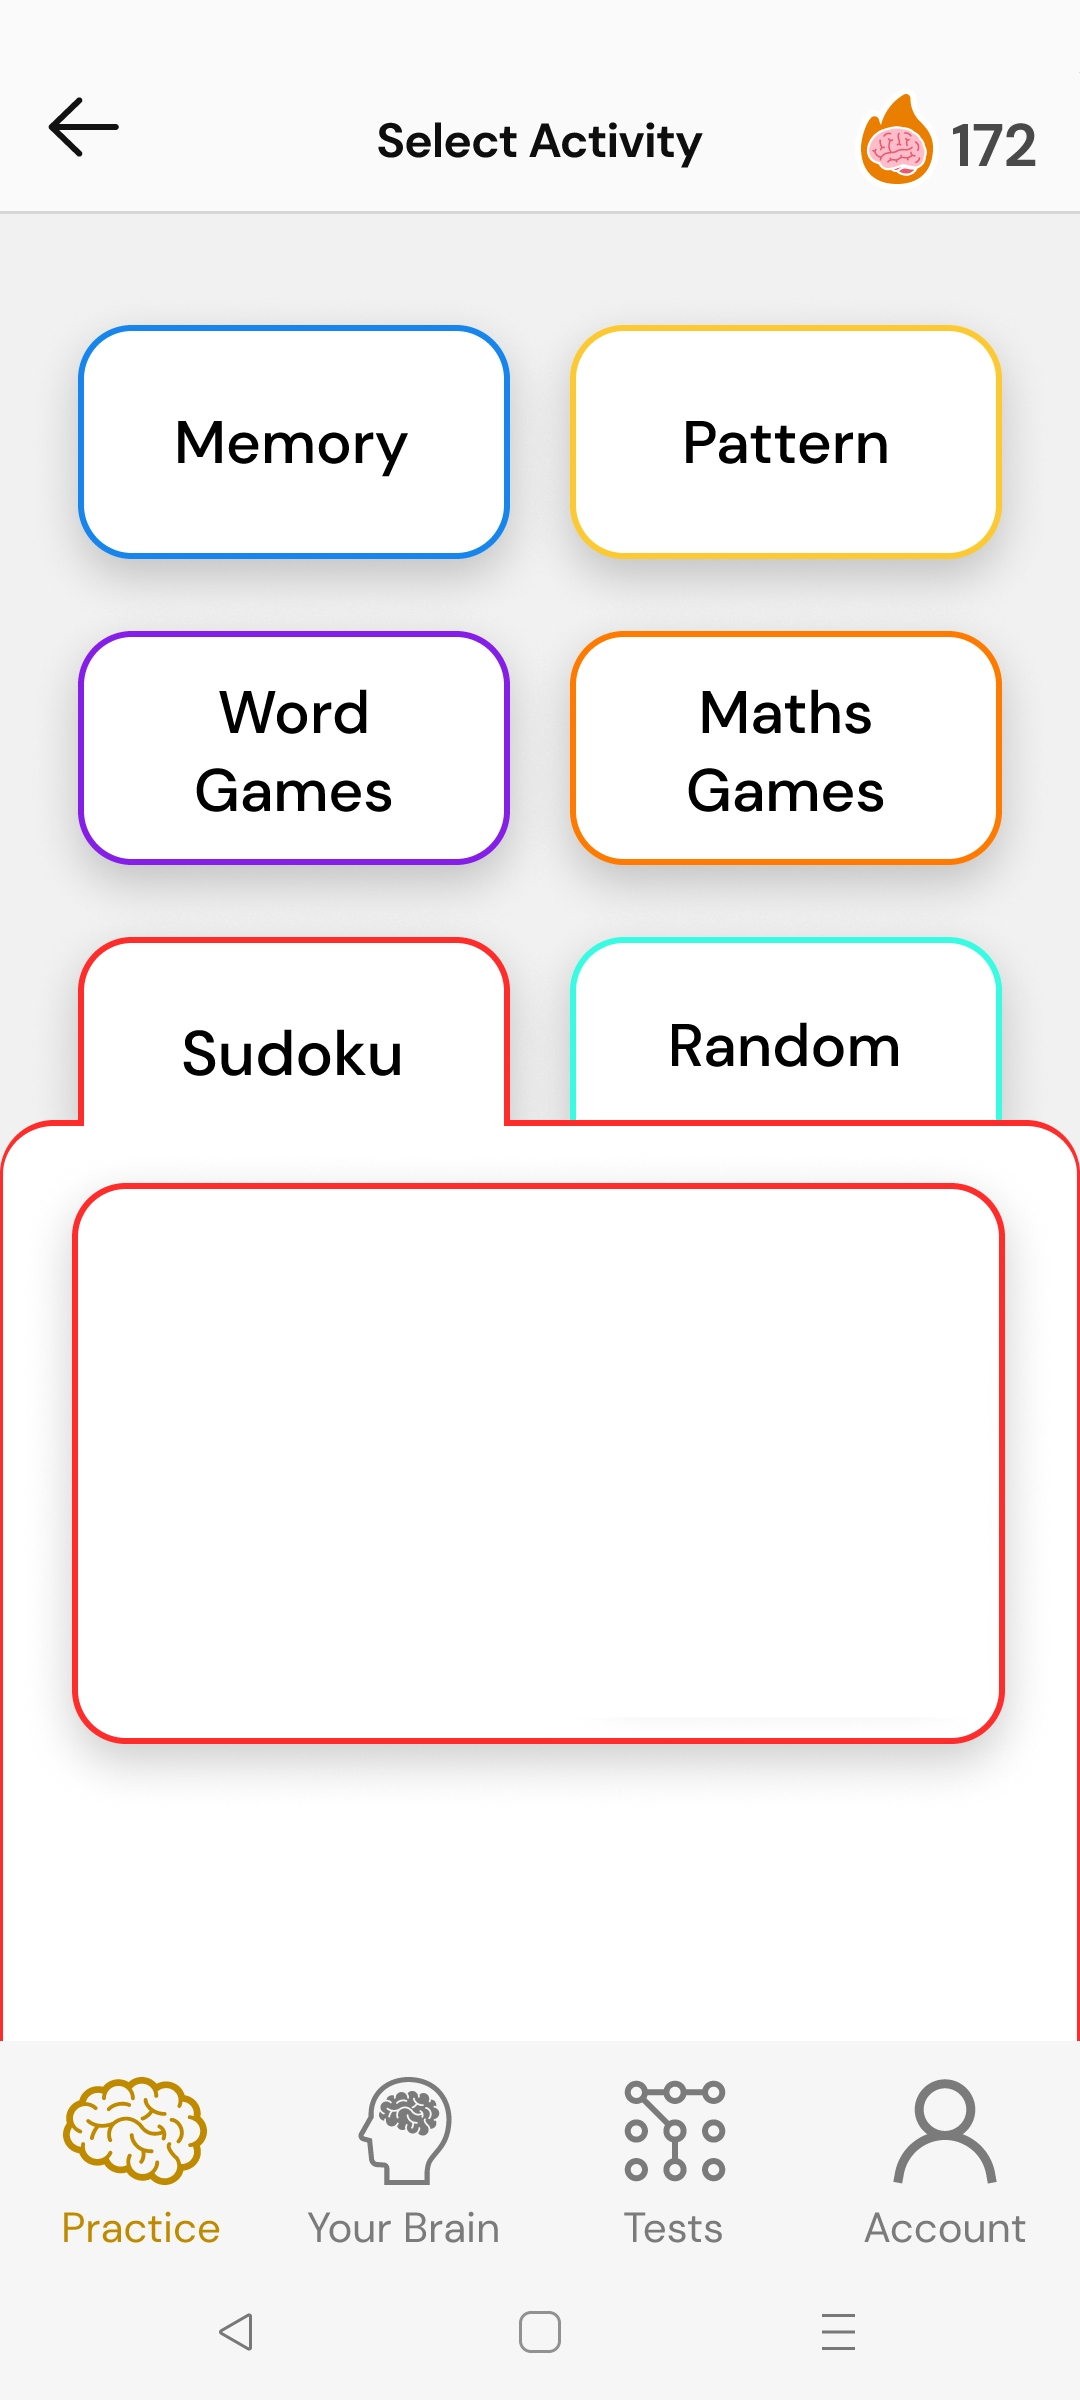 Select Activity
172
Memory
Pattern
Word
Games
Maths
Games
Sudoku
Random
Practice
Your Brain
Tests
Account